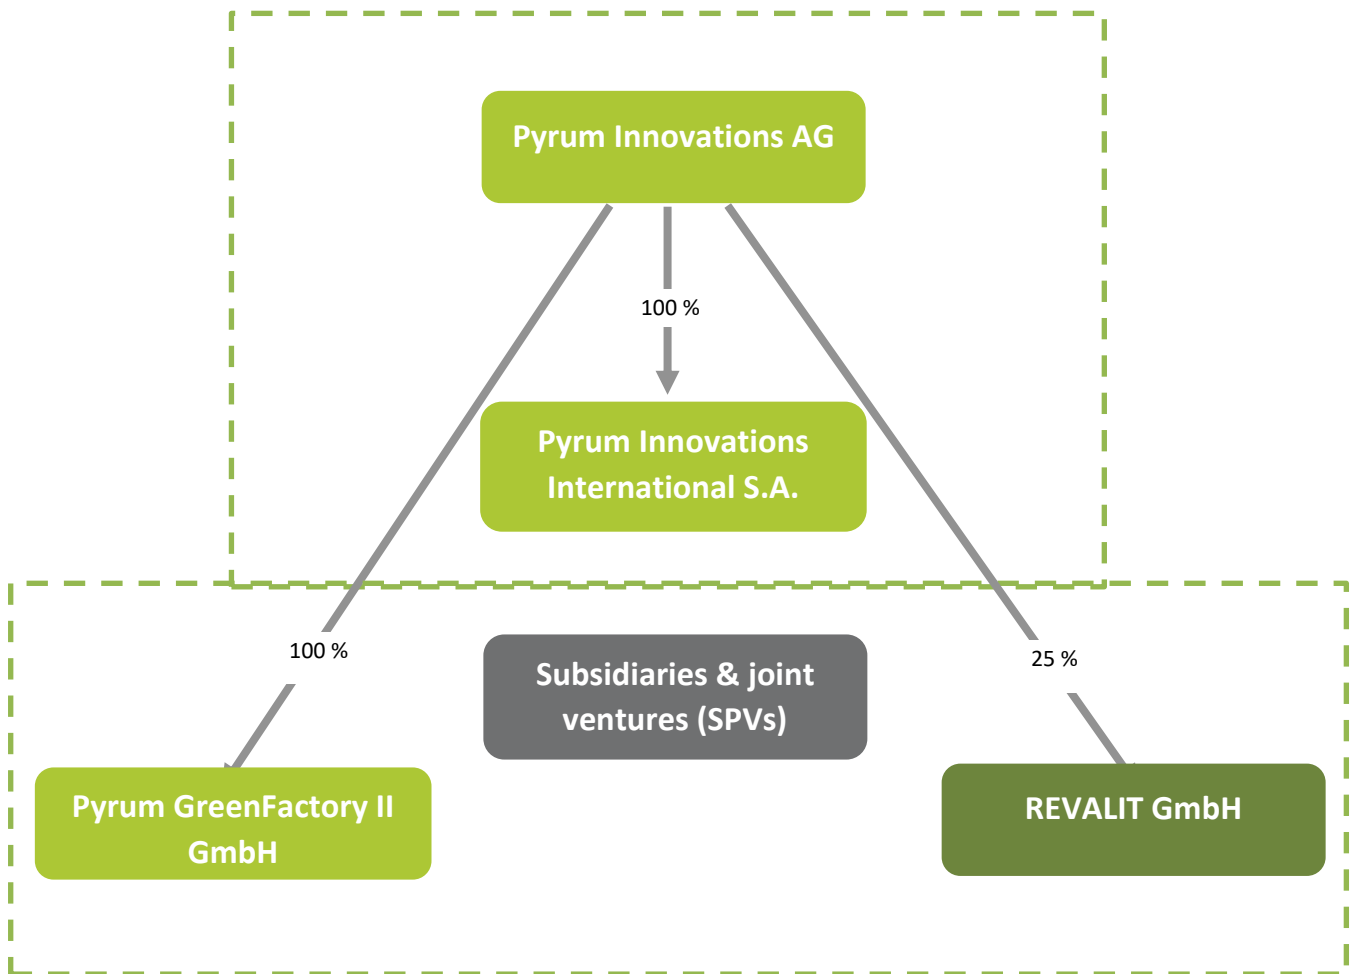 Pyrum Innovations AG
100 %
Pyrum Innovations
International S.A.
100 %
Subsidiaries & joint
ventures (SPVs)
25 %
Pyrum GreenFactory II
GmbH
REVALIT GmbH